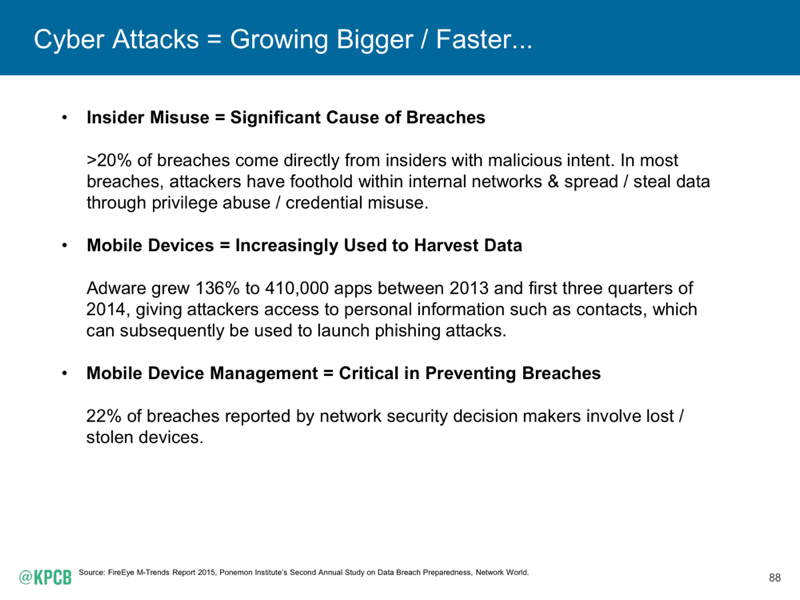 Cyber Attacks = Growing Bigger / Faster...
• Insider Misuse = Significant Cause of Breaches
>20% of breaches come directly from insiders with malicious intent. In most
breaches, attackers have foothold within internal networks & spread / steal data
through privilege abuse / credential misuse.
• Mobile Devices = Increasingly Used to Harvest Data
Adware grew 136% to 410,000 apps between 2013 and first three quarters of
2014, giving attackers access to personal information such as contacts, which
can subsequently be used to launch phishing attacks.
• Mobile Device Management = Critical in Preventing Breaches
22% of breaches reported by network security decision makers involve lost /
stolen devices.
@KPCB
Source: FireEye M-Trends Report 2015, Ponemon Institute's Second Annual Study on Data Breach Preparedness, Network World.
88